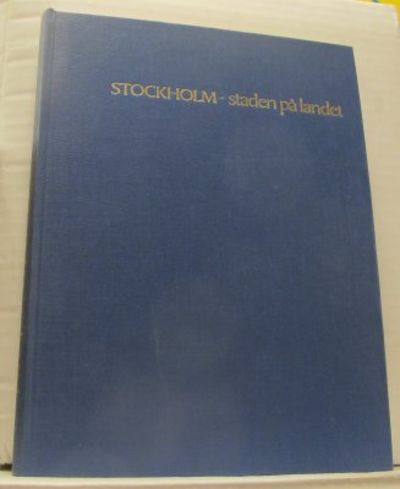 STOCKHOLM - staden på landet